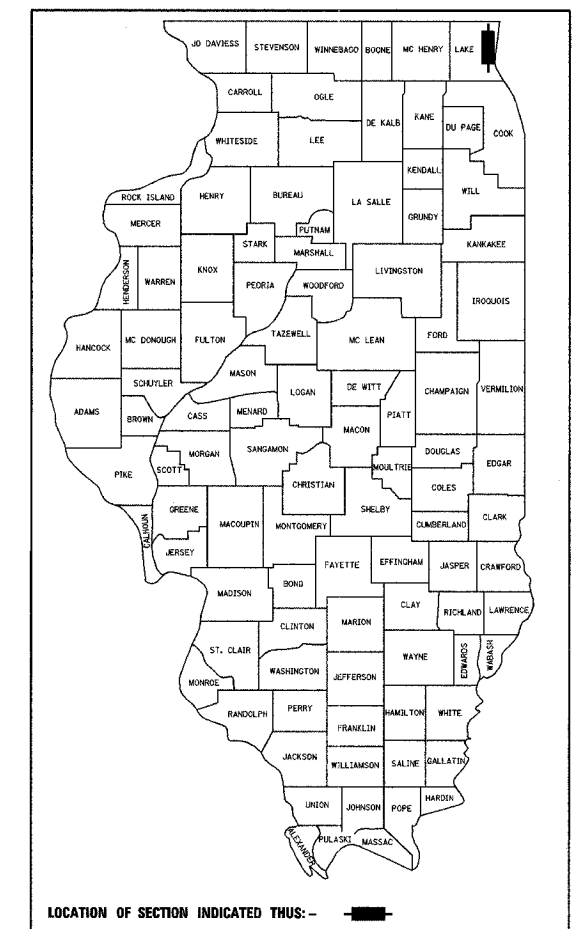 JO DAVIESS STEVENSON WINNEBAGO BOONE MC HENRY LAKE
CARROLL OGLE
DE KALB KANE DU PAGE COOK
WHITESIDE LEE
KENDALL WILL
ROCK ISLAND HENRY BUREAU LA SALLE GRUNDY
MERCER PUTNAM
STARK MARSHALL KANKAKEE
HENDERSON WARREN KNOX PEORIA WOODFORD LIVINGSTON IROQUOIS
HANCOCK MC DONOUGH FULTON TAZEWELL MC LEAN FORD
SCHUYLER MASON LOGAN DE WITT CHAMPAIGN VERMILION
ADAMS BROWN CASS MENARD MACON PIATT
MORGAN SANGAMON DOUGLAS EDGAR
PIKE SCOTT CHRISTIAN MOULTRIE COLES
CALHOUN GREENE MACOUPIN MONTGOMERY SHELBY CUMBERLAND CLARK
JERSEY FAYETTE EFFINGHAM JASPER CRAWFORD
MADISON BOND CLAY RICHLAND LAWRENCE
CLINTON MARION
ST. CLAIR WAYNE EDWARDS WABASH
MONROE WASHINGTON JEFFERSON
RANDOLPH PERRY HAMILTON WHITE
FRANKLIN
JACKSON WILLIAMSON SALINE GALLATIN
UNION JOHNSON POPE HARDIN
ALEXANDER PULASKI MASSAC
LOCATION OF SECTION INDICATED THUS: -